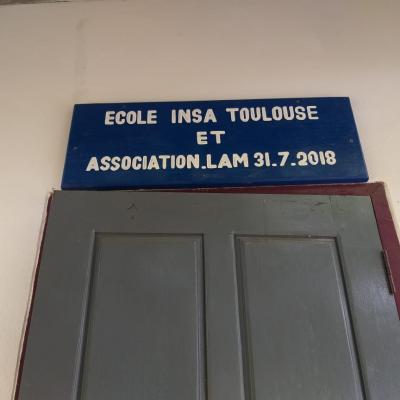 ECOLE INSA TOULOUSE
ET
ASSOCIATION.LAM 31.7.2018